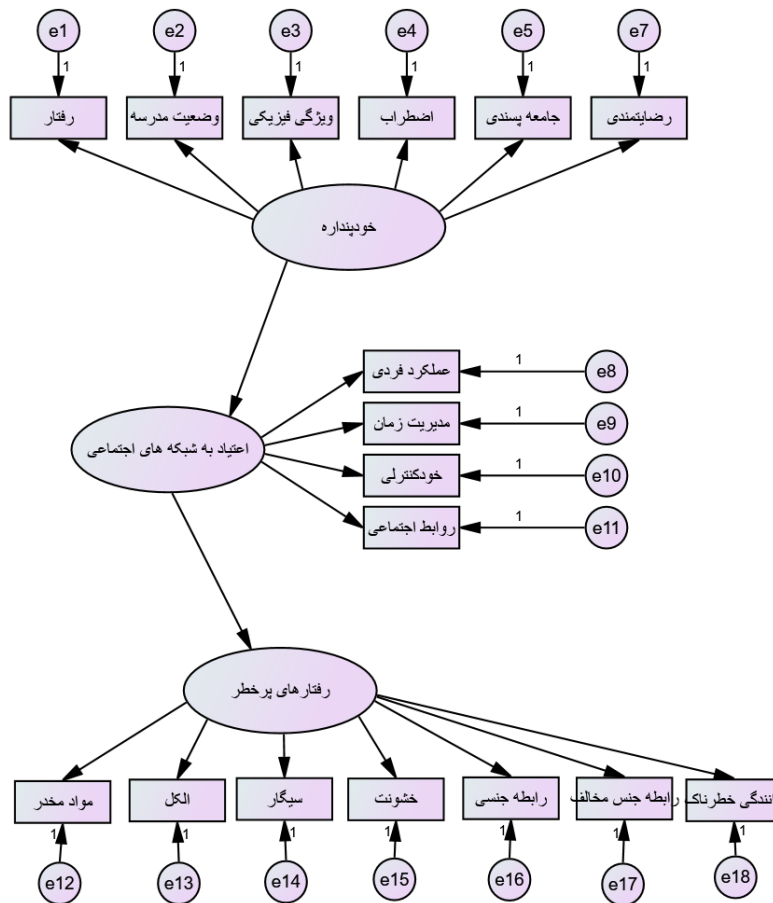 e1 e2 e3 e4 e5 e7
1 1 1 1 1 1
رفتار
وضعیت مدرسه
ویژگی فیزیکی
اضطراب
جامعه پسندی
رضایتمندی
خودپنداره
عملکرد فردی
1
e8
مدیریت زمان
1
e9
اعتیاد به شبکه های اجتماعی
خودکنترلی
1
e10
روابط اجتماعی
1
e11
رفتارهای پرخطر
مواد مخدر
الکل
سیگار
خشونت
رابطه جنسی
رابطه جنس مخالف
انندگی خطرناک
1 1 1 1 1 1 1
e12 e13 e14 e15 e16 e17 e18